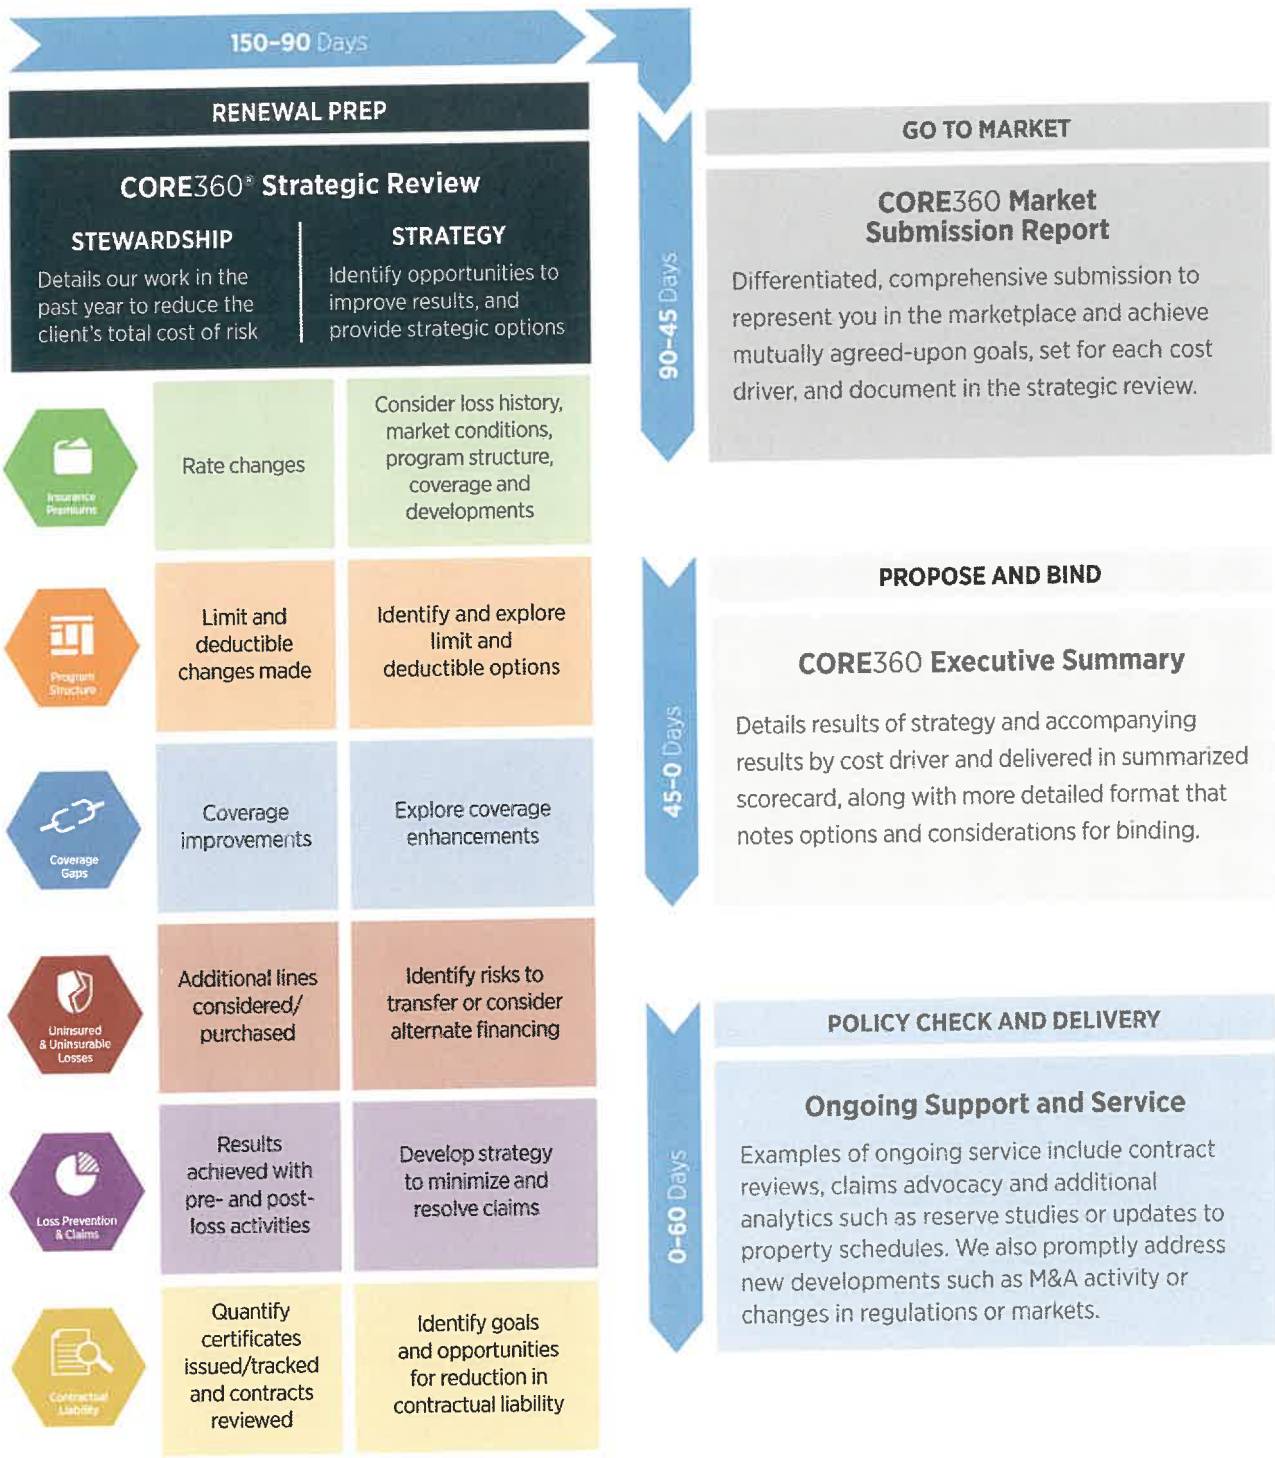 150–90 Days
RENEWAL PREP
CORE360® Strategic Review
STEWARDSHIP
Details our work in the
past year to reduce the
client's total cost of risk
STRATEGY
Identify opportunities to
improve results, and
provide strategic options
Insurance
Premiums
Rate changes
Consider loss history,
market conditions,
program structure,
coverage and
developments
Program
Structure
Limit and
deductible
changes made
Identify and explore
limit and
deductible options
Coverage
Gaps
Coverage
improvements
Explore coverage
enhancements
Uninsured
& Uninsurable
Losses
Additional lines
considered/
purchased
Identify risks to
transfer or consider
alternate financing
Loss Prevention
& Claims
Results
achieved with
pre- and post-
loss activities
Develop strategy
to minimize and
resolve claims
Contractual
Liability
Quantify
certificates
issued/tracked
and contracts
reviewed
Identify goals
and opportunities
for reduction in
contractual liability
90–45 Days
GO TO MARKET
CORE360 Market
Submission Report
Differentiated, comprehensive submission to
represent you in the marketplace and achieve
mutually agreed-upon goals, set for each cost
driver, and document in the strategic review.
45–0 Days
PROPOSE AND BIND
CORE360 Executive Summary
Details results of strategy and accompanying
results by cost driver and delivered in summarized
scorecard, along with more detailed format that
notes options and considerations for binding.
0–60 Days
POLICY CHECK AND DELIVERY
Ongoing Support and Service
Examples of ongoing service include contract
reviews, claims advocacy and additional
analytics such as reserve studies or updates to
property schedules. We also promptly address
new developments such as M&A activity or
changes in regulations or markets.